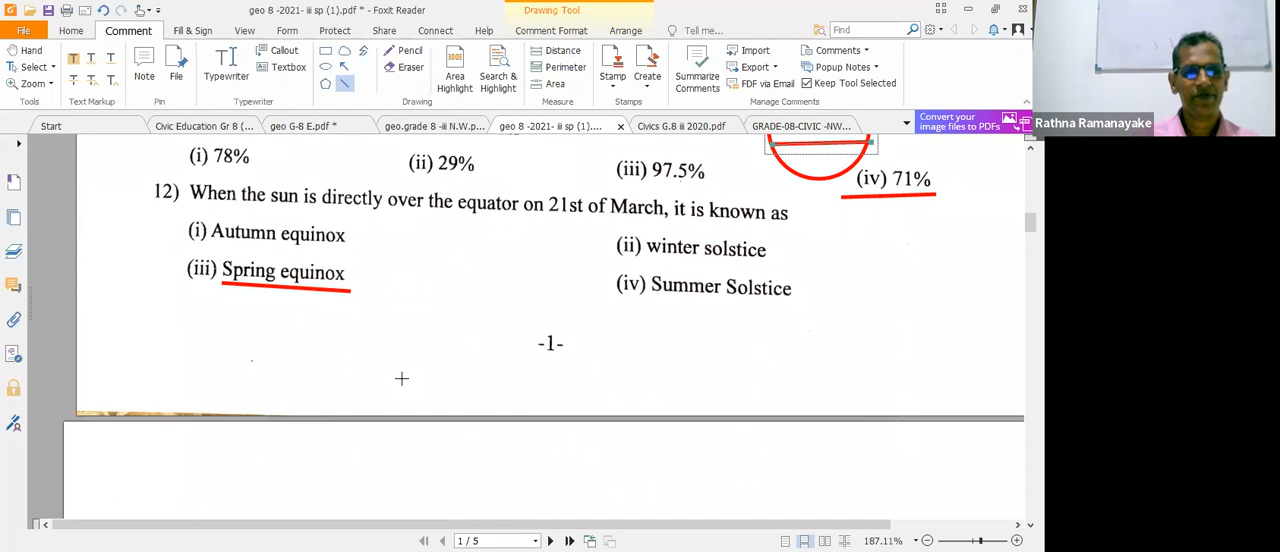 geo 8 -2021- ii sp (1).pdf * - Foxit Reader
Drawing Tool
File Home Comment Fill & Sign View Form Protect Share Connect Help Comment Format Arrange Tell me... Find
Hand
Select
Zoom
Tools
Text Markup
Note File
Pin
Typewriter
Callout
Textbox
Typewriter
Pencil
Eraser
Area Highlight
Search & Highlight
Drawing
Distance
Perimeter
Area
Measure
Stamp Create
Stamps
Summarize Comments
Import
Export
FDF via Email
Comments
Popup Notes
Keep Tool Selected
Manage Comments
Start Civic Education Gr 8 (... geo G-8 E.pdf * geo.grade 8 -ii N.W.p... geo 8 -2021- ii sp (1).... Civics G.8 ii 2020.pdf GRADE-08-CIVIC -NW...
Convert your
image files to PDFs
Rathna Ramanayake
(i) 78% (ii) 29% (iii) 97.5% (iv) 71%
12) When the sun is directly over the equator on 21st of March, it is known as
(i) Autumn equinox (ii) winter solstice
(iii) Spring equinox (iv) Summer Solstice
-1-
1 / 5
187.11%